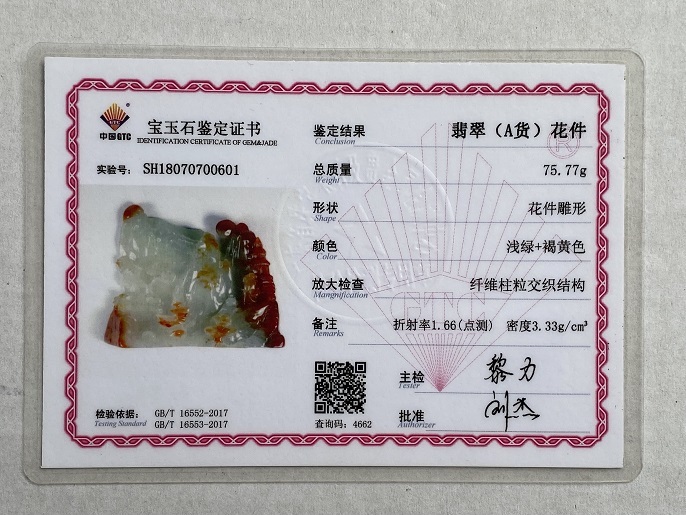 中国GTC
宝玉石鉴定证书
IDENTIFICATION CERTIFICATE OF GEM&JADE
实验号: SH18070700601
鉴定结果 翡翠（A货）花件
Conclusion
总质量 75.77g
Weight
形状 花件雕形
Shape
颜色 浅绿+褐黄色
Color
放大检查 纤维柱粒交织结构
Mangnification
备注 折射率1.66(点测) 密度3.33g/cm³
Remarks
主检 黎力
Tester
批准 刘杰
Authorizer
检验依据: GB/T 16552-2017
Testing Standard GB/T 16553-2017
查询码: 4662